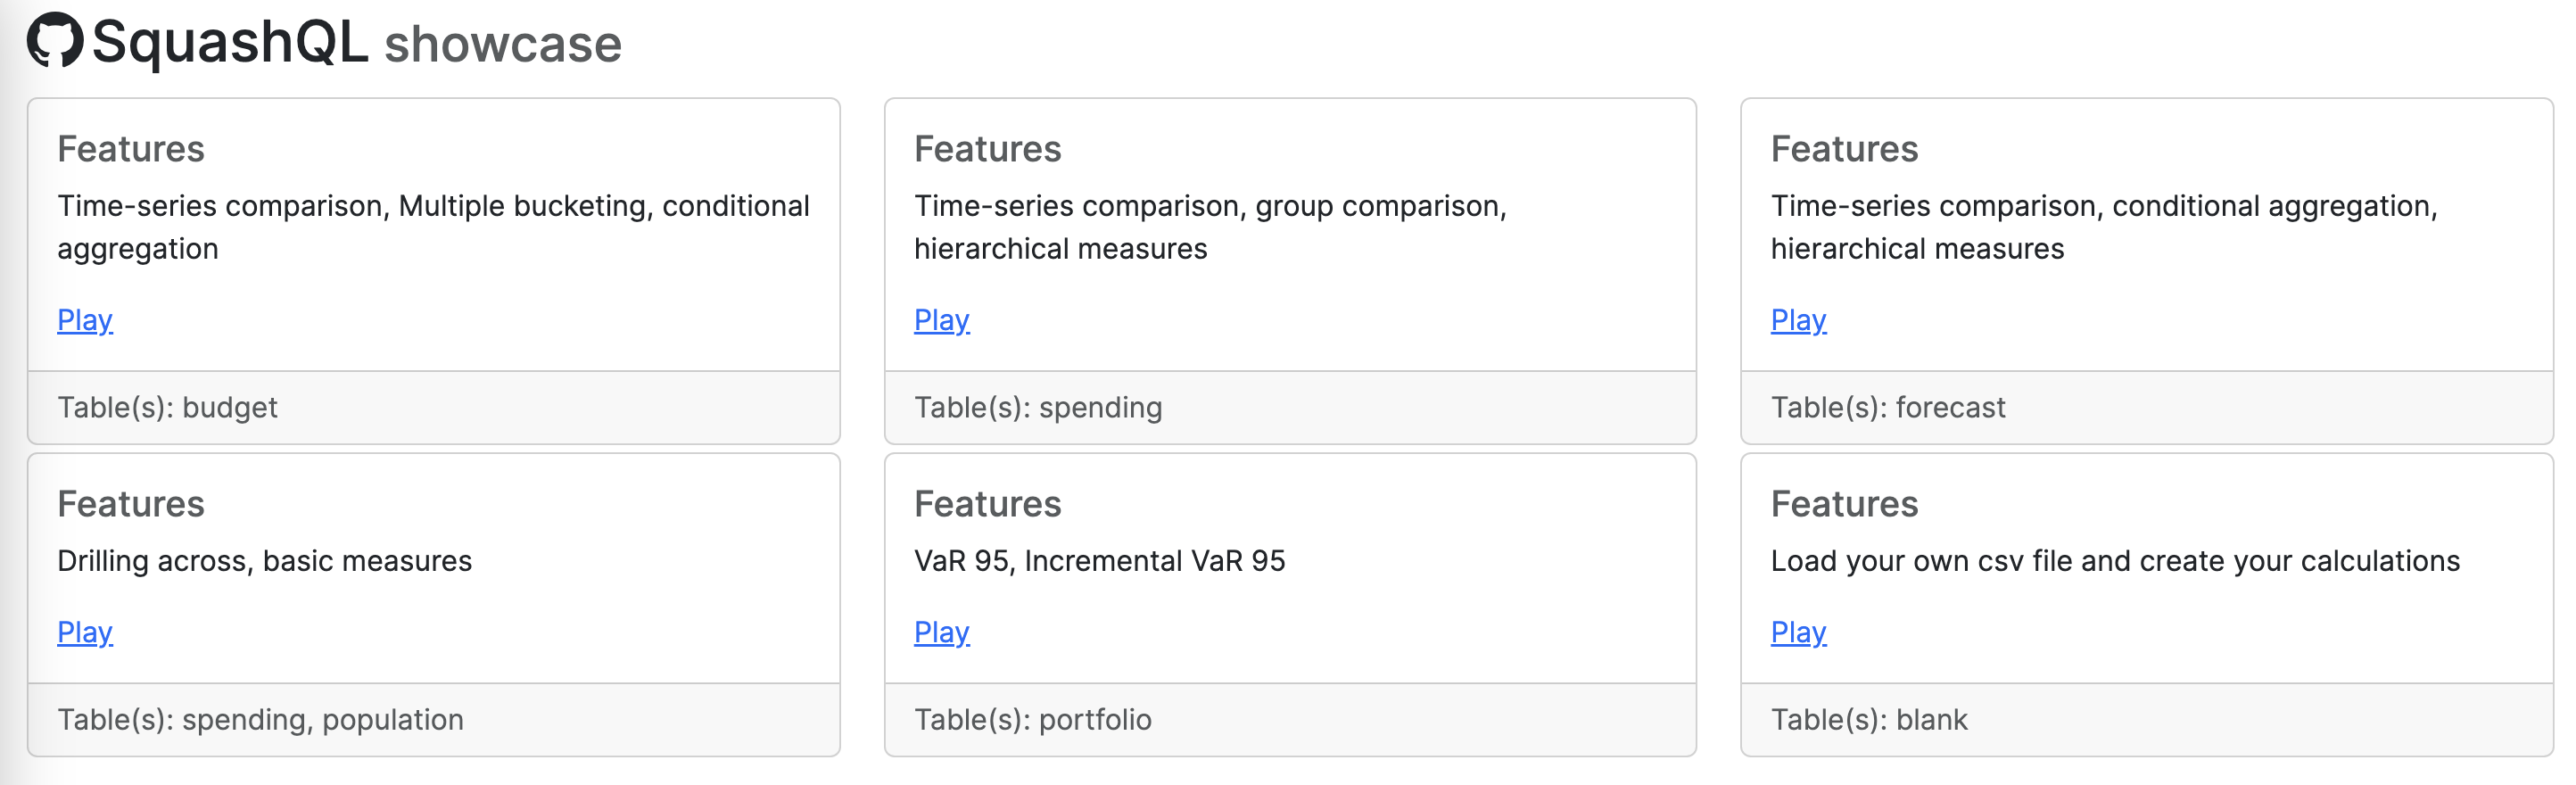 SquashQL showcase
Features
Time-series comparison, Multiple bucketing, conditional
aggregation
Play
Table(s): budget
Features
Time-series comparison, group comparison,
hierarchical measures
Play
Table(s): spending
Features
Time-series comparison, conditional aggregation,
hierarchical measures
Play
Table(s): forecast
Features
Drilling across, basic measures
Play
Table(s): spending, population
Features
VaR 95, Incremental VaR 95
Play
Table(s): portfolio
Features
Load your own csv file and create your calculations
Play
Table(s): blank